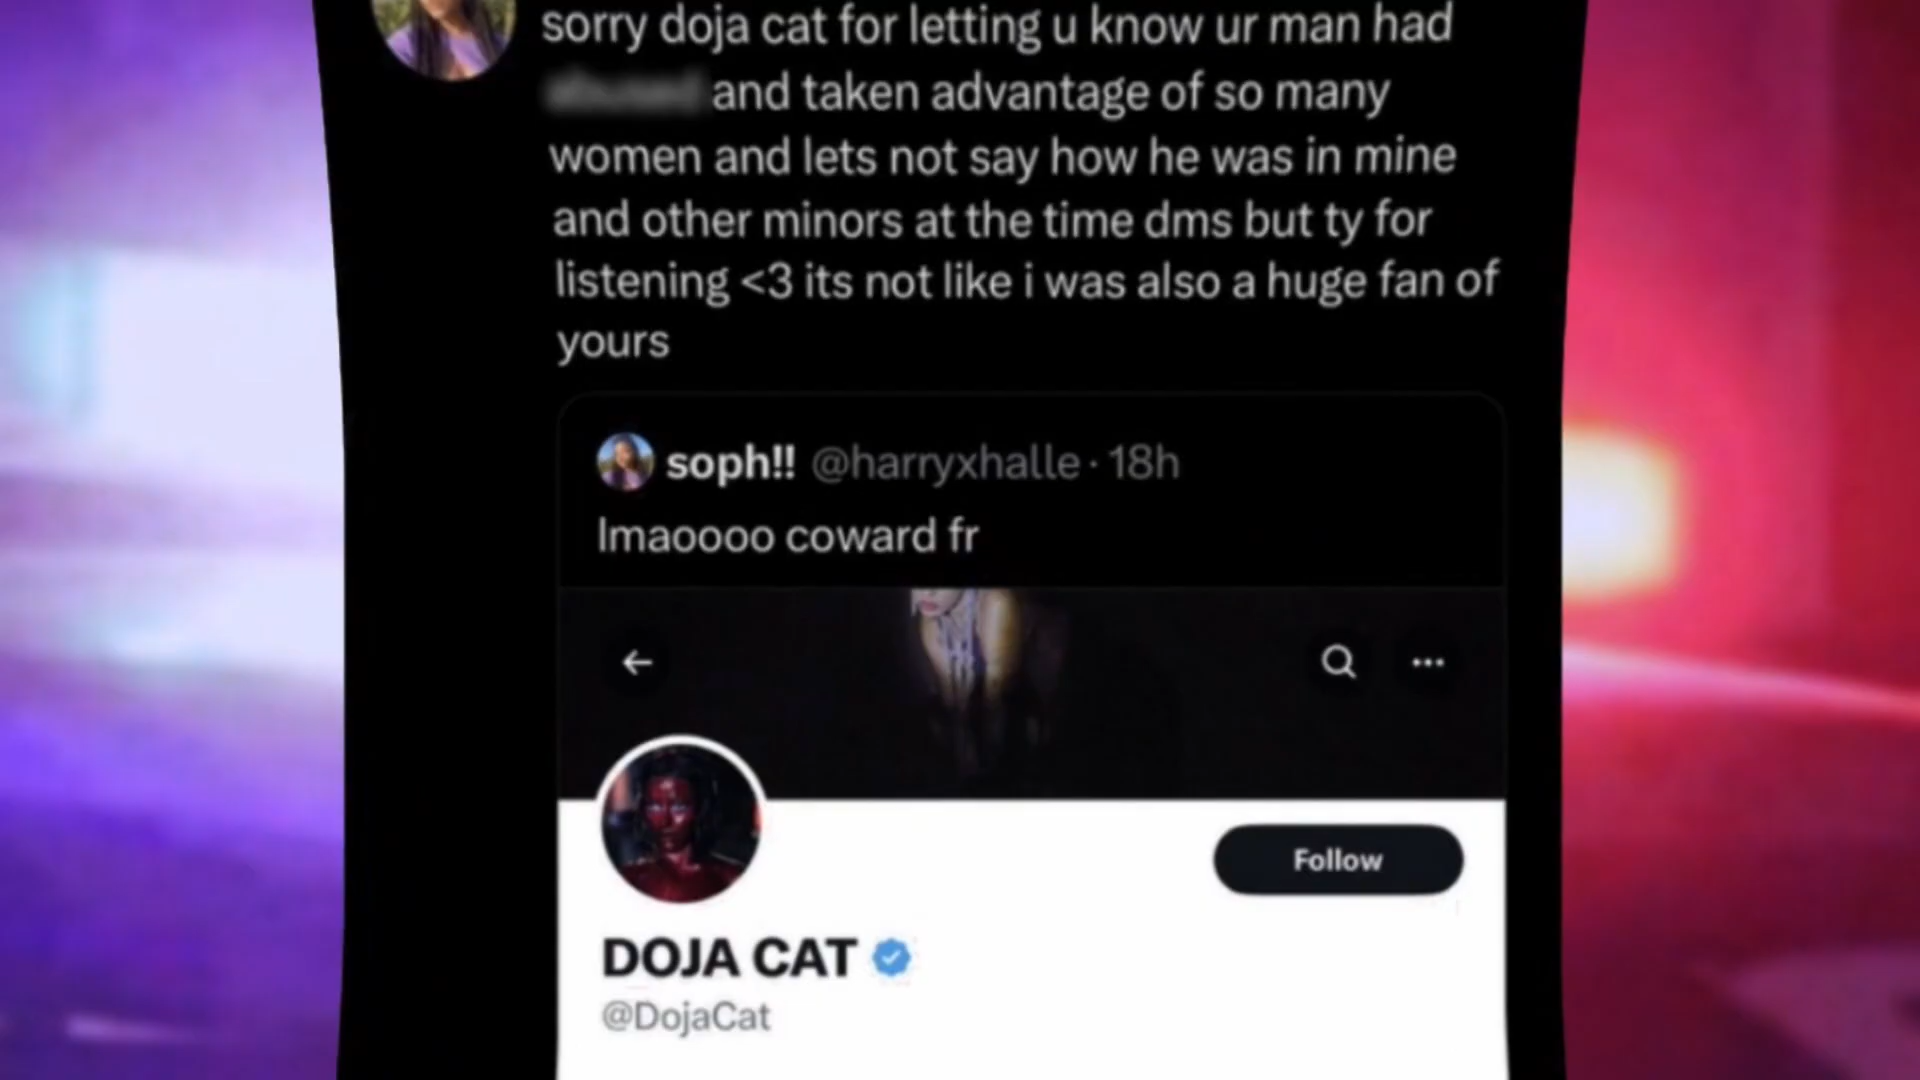 sorry doja cat for letting u know ur man had
and taken advantage of so many
women and lets not say how he was in mine
and other minors at the time dms but ty for
listening <3 its not like i was also a huge fan of
yours
soph!! @harryxhalle · 18h
lmaoooo coward fr
Follow
DOJA CAT
@DojaCat